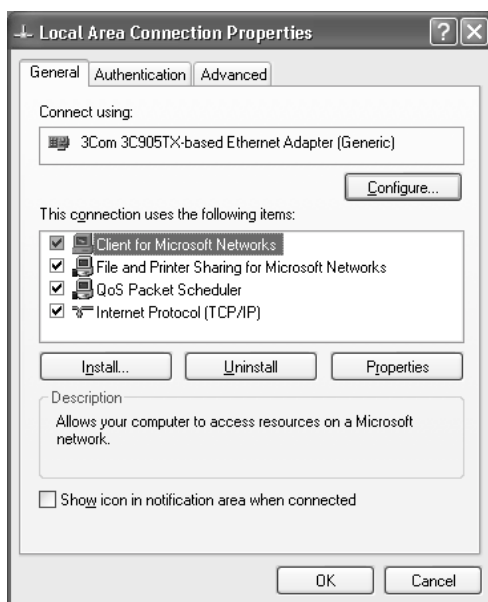 Local Area Connection Properties
General Authentication Advanced
Connect using:
3Com 3C905TX-based Ethernet Adapter (Generic)
Configure...
This connection uses the following items:
Client for Microsoft Networks
File and Printer Sharing for Microsoft Networks
QoS Packet Scheduler
Internet Protocol (TCP/IP)
Install... Uninstall Properties
Description
Allows your computer to access resources on a Microsoft
network.
Show icon in notification area when connected
OK Cancel